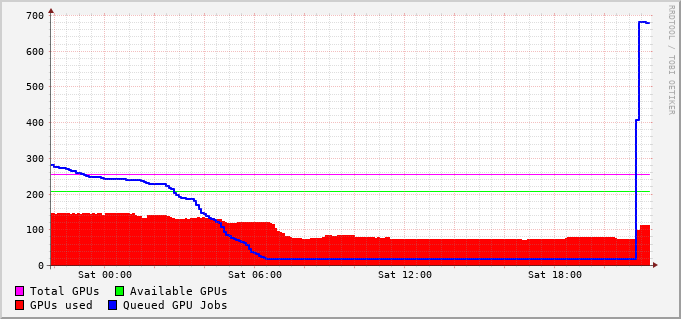 700
600
500
400
300
200
100
0
Sat 00:00 Sat 06:00 Sat 12:00 Sat 18:00
Total GPUs Available GPUs
GPUs used Queued GPU Jobs
RRDTOOL / TOBI OETIKER